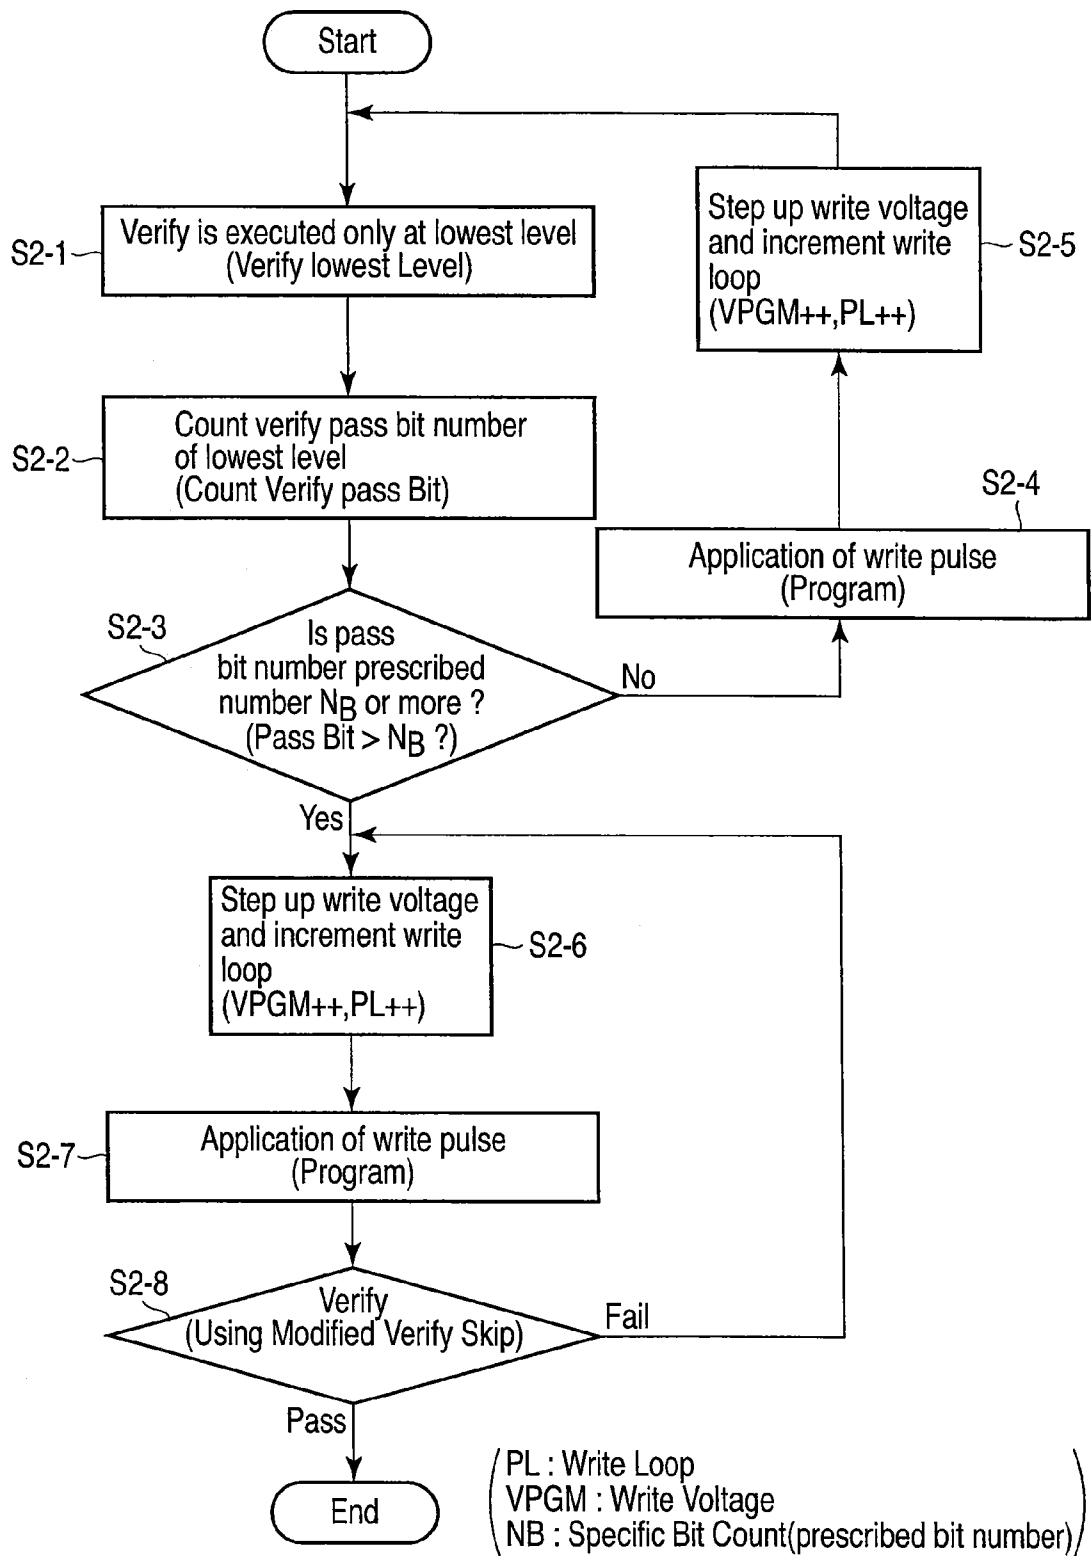 Start
Step up write voltage
and increment write
loop
(VPGM++,PL++)
S2-5
S2-1
Verify is executed only at lowest level
(Verify lowest Level)
S2-2
Count verify pass bit number
of lowest level
(Count Verify pass Bit)
S2-4
Application of write pulse
(Program)
S2-3
Is pass
bit number prescribed
number NB or more ?
(Pass Bit > NB ?)
No
Yes
Step up write voltage
and increment write
loop
(VPGM++,PL++)
S2-6
S2-7
Application of write pulse
(Program)
S2-8
Verify
(Using Modified Verify Skip)
Fail
Pass
End
PL : Write Loop
VPGM : Write Voltage
NB : Specific Bit Count(prescribed bit number)